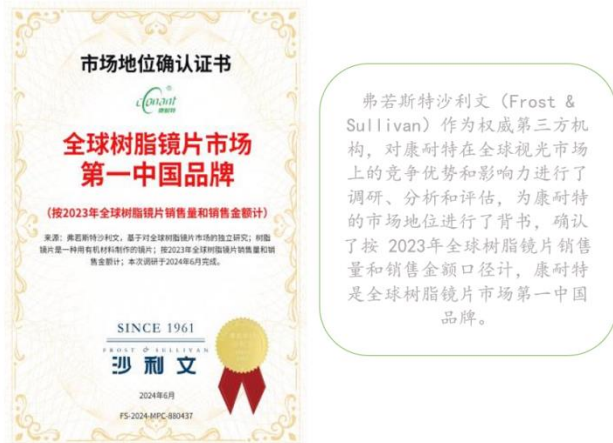 市场地位确认证书
Conant
康耐特
全球树脂镜片市场
第一中国品牌
（按2023年全球树脂镜片销售量和销售金额计）
来源：弗若斯特沙利文，基于对全球树脂镜片市场的独立研究；树脂
镜片是一种用有机材料制作的镜片；按2023年全球树脂镜片销售量和销
售金额计；本次调研于2024年6月完成。
SINCE 1961
FROST & SULLIVAN
沙利文
2024年6月
FS-2024-MPC-880437
弗若斯特沙利文（Frost &
Sullivan）作为权威第三方机
构，对康耐特在全球视光市场
上的竞争优势和影响力进行了
调研、分析和评估，为康耐特
的市场地位进行了背书，确认
了按 2023年全球树脂镜片销售
量和销售金额口径计，康耐特
是全球树脂镜片市场第一中国
品牌。